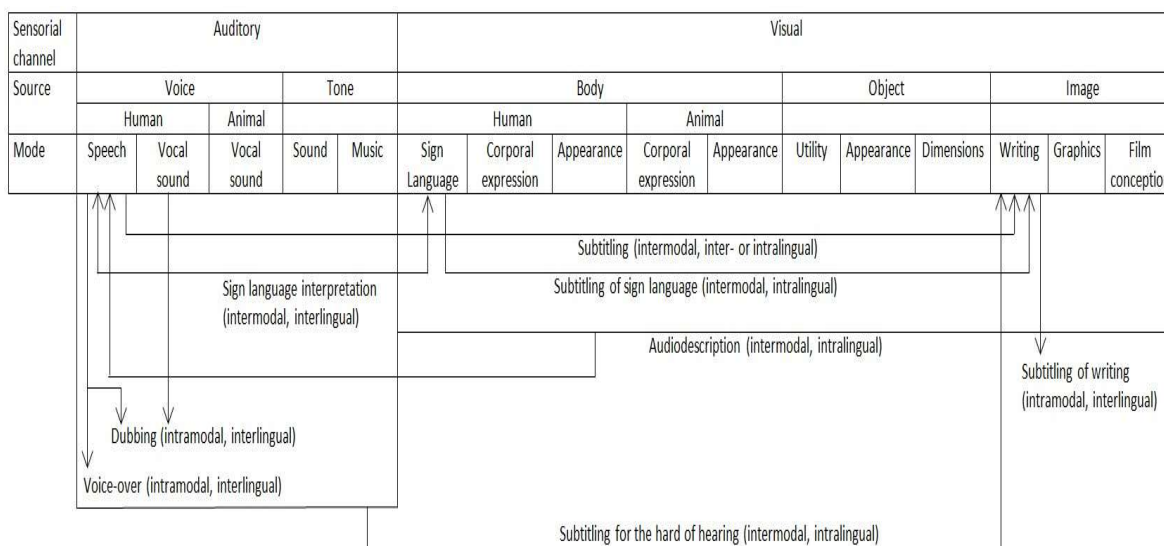 Sensorial channel Auditory Visual
Source Voice Tone Body Object Image
Human Animal Human Animal
Mode Speech Vocal sound Vocal sound Sound Music Sign Language Corporal expression Appearance Corporal expression Appearance Utility Appearance Dimensions Writing Graphics Film conception
Subtitling (intermodal, inter- or intralingual)
Sign language interpretation
(intermodal, interlingual)
Subtitling of sign language (intermodal, intralingual)
Audiodescription (intermodal, intralingual)
Subtitling of writing
(intramodal, interlingual)
Dubbing (intramodal, interlingual)
Voice-over (intramodal, interlingual)
Subtitling for the hard of hearing (intermodal, intralingual)